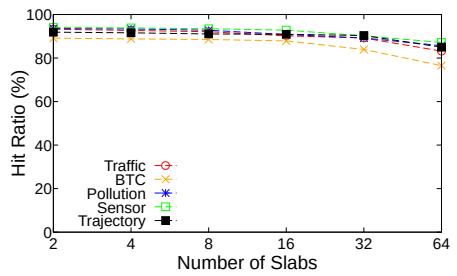 100
80
60
40
20
0
Hit Ratio (%)
Traffic
BTC
Pollution
Sensor
Trajectory
2 4 8 16 32 64
Number of Slabs